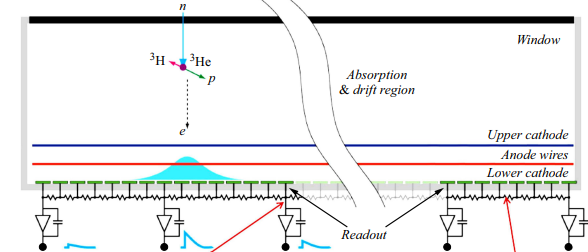 n
Window
³H
³He
p
Absorption
& drift region
e
Upper cathode
Anode wires
Lower cathode
Readout